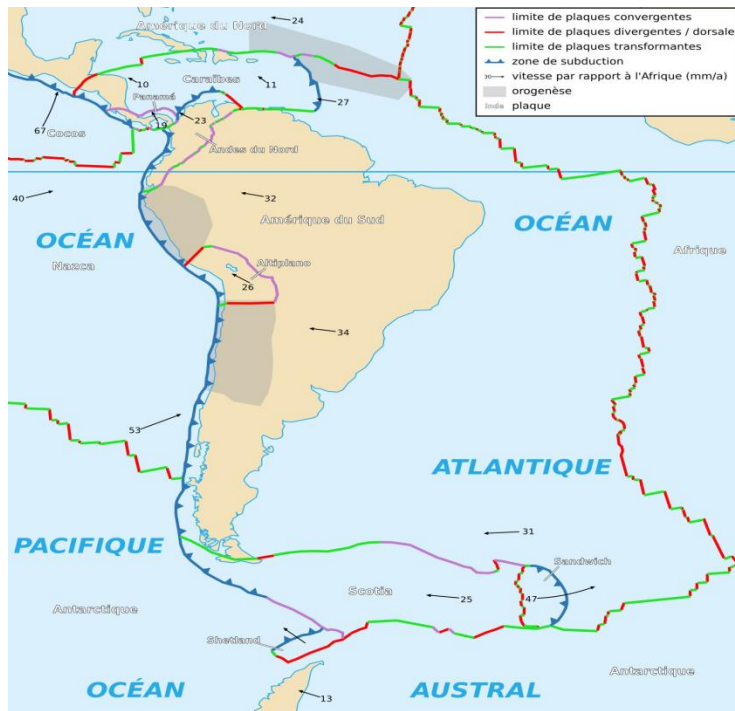 24
Amérique du Nord
limite de plaques convergentes
limite de plaques divergentes / dorsale
limite de plaques transformantes
zone de subduction
vitesse par rapport à l'Afrique (mm/a)
orogenèse
plaque
10
Caraïbes
11
Panamá
27
67
Cocos
19
23
Andes du Nord
40
32
Amérique du Sud
OCÉAN
OCÉAN
Afrique
Nazca
Altiplano
26
34
53
ATLANTIQUE
PACIFIQUE
31
Sandwich
Scotia
25
47
Antarctique
Shetland
Antarctique
OCÉAN
AUSTRAL
13